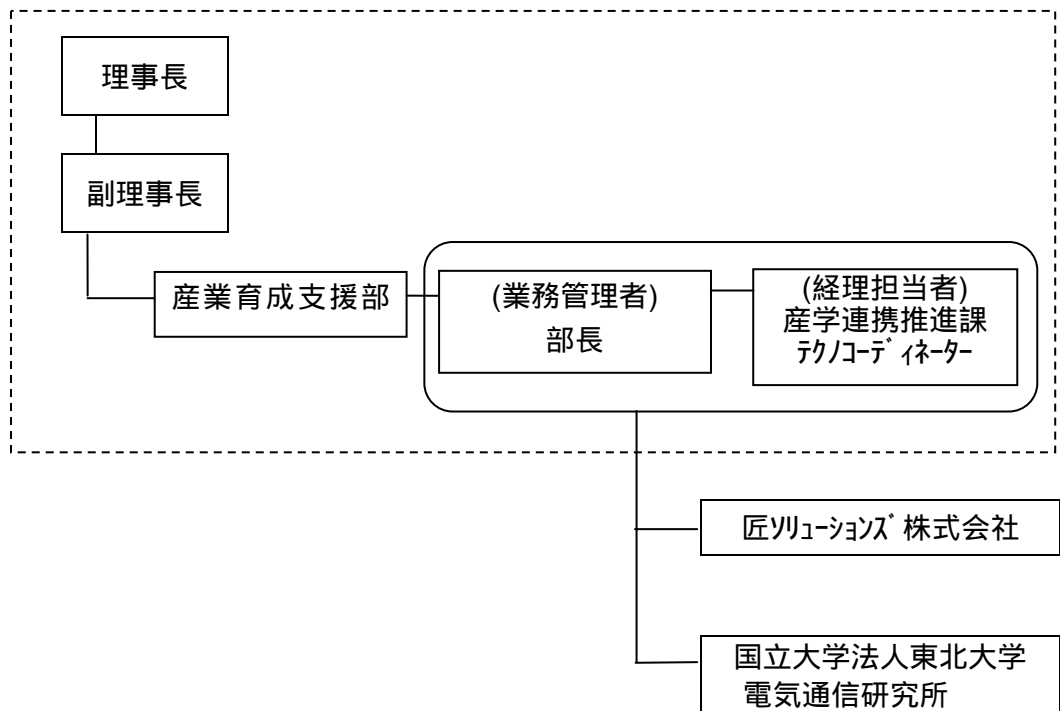 理事長
副理事長
産業育成支援部
(業務管理者)
部長
(経理担当者)
産学連携推進課
ﾃｸﾉｺｰﾃﾞｨﾈｰﾀｰ
匠ｿﾘｭｰｼｮﾝｽﾞ株式会社
国立大学法人東北大学
電気通信研究所